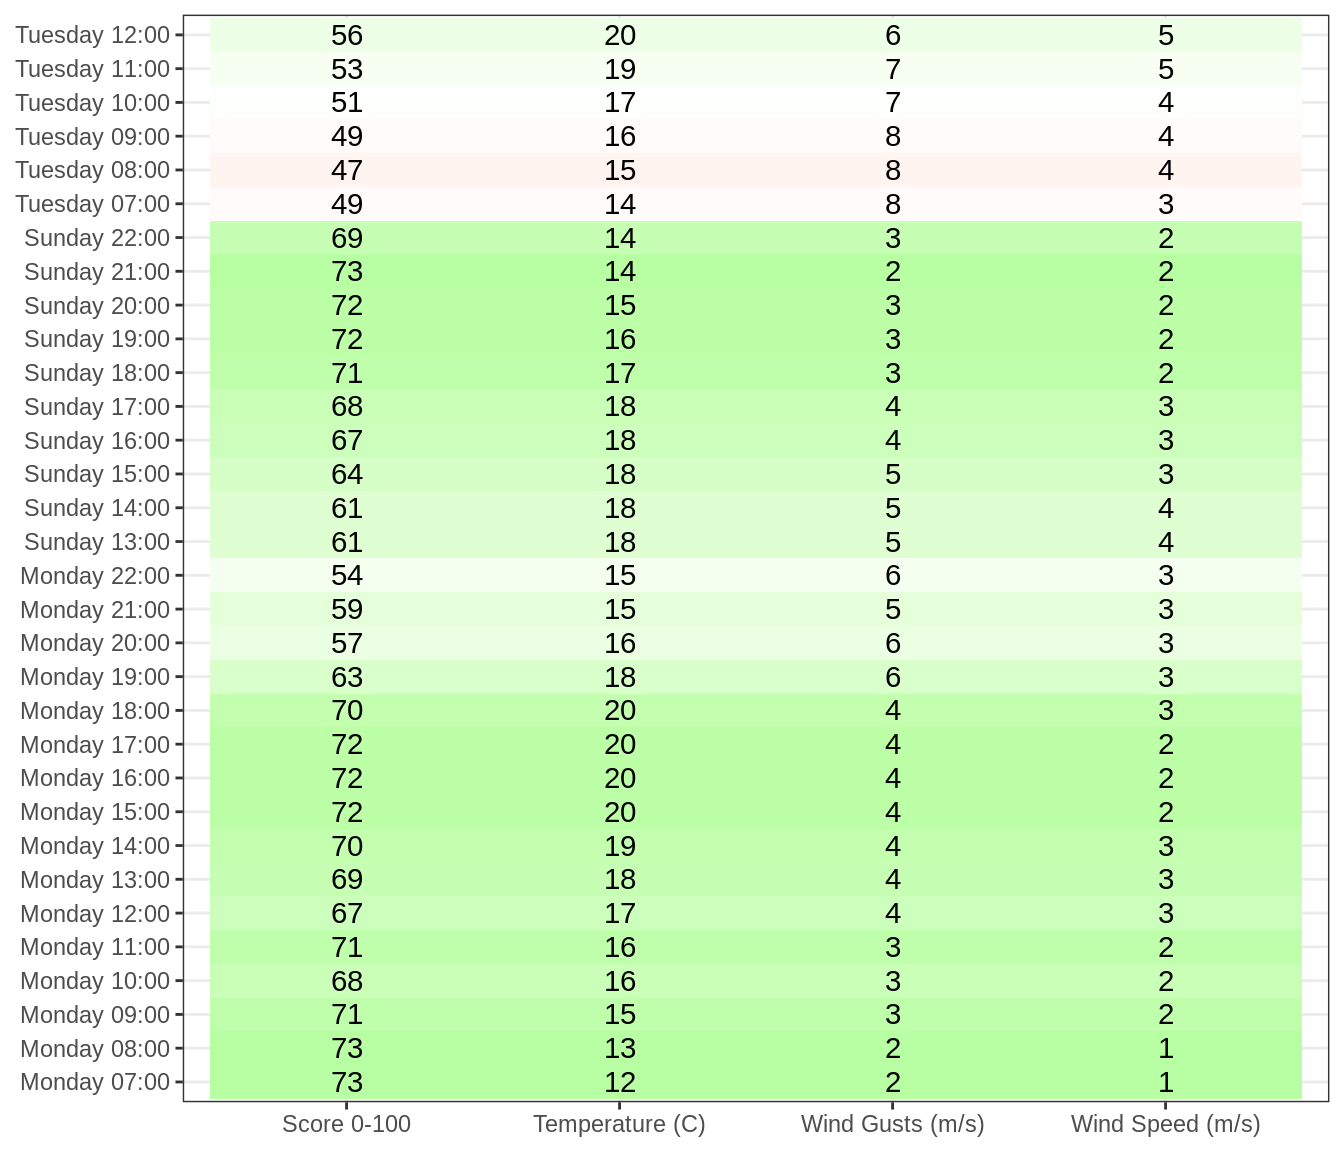 Tuesday 12:00 56 20 6 5
Tuesday 11:00 53 19 7 5
Tuesday 10:00 51 17 7 4
Tuesday 09:00 49 16 8 4
Tuesday 08:00 47 15 8 4
Tuesday 07:00 49 14 8 3
Sunday 22:00 69 14 3 2
Sunday 21:00 73 14 2 2
Sunday 20:00 72 15 3 2
Sunday 19:00 72 16 3 2
Sunday 18:00 71 17 3 2
Sunday 17:00 68 18 4 3
Sunday 16:00 67 18 4 3
Sunday 15:00 64 18 5 3
Sunday 14:00 61 18 5 4
Sunday 13:00 61 18 5 4
Monday 22:00 54 15 6 3
Monday 21:00 59 15 5 3
Monday 20:00 57 16 6 3
Monday 19:00 63 18 6 3
Monday 18:00 70 20 4 3
Monday 17:00 72 20 4 2
Monday 16:00 72 20 4 2
Monday 15:00 72 20 4 2
Monday 14:00 70 19 4 3
Monday 13:00 69 18 4 3
Monday 12:00 67 17 4 3
Monday 11:00 71 16 3 2
Monday 10:00 68 16 3 2
Monday 09:00 71 15 3 2
Monday 08:00 73 13 2 1
Monday 07:00 73 12 2 1
Score 0-100 Temperature (C) Wind Gusts (m/s) Wind Speed (m/s)